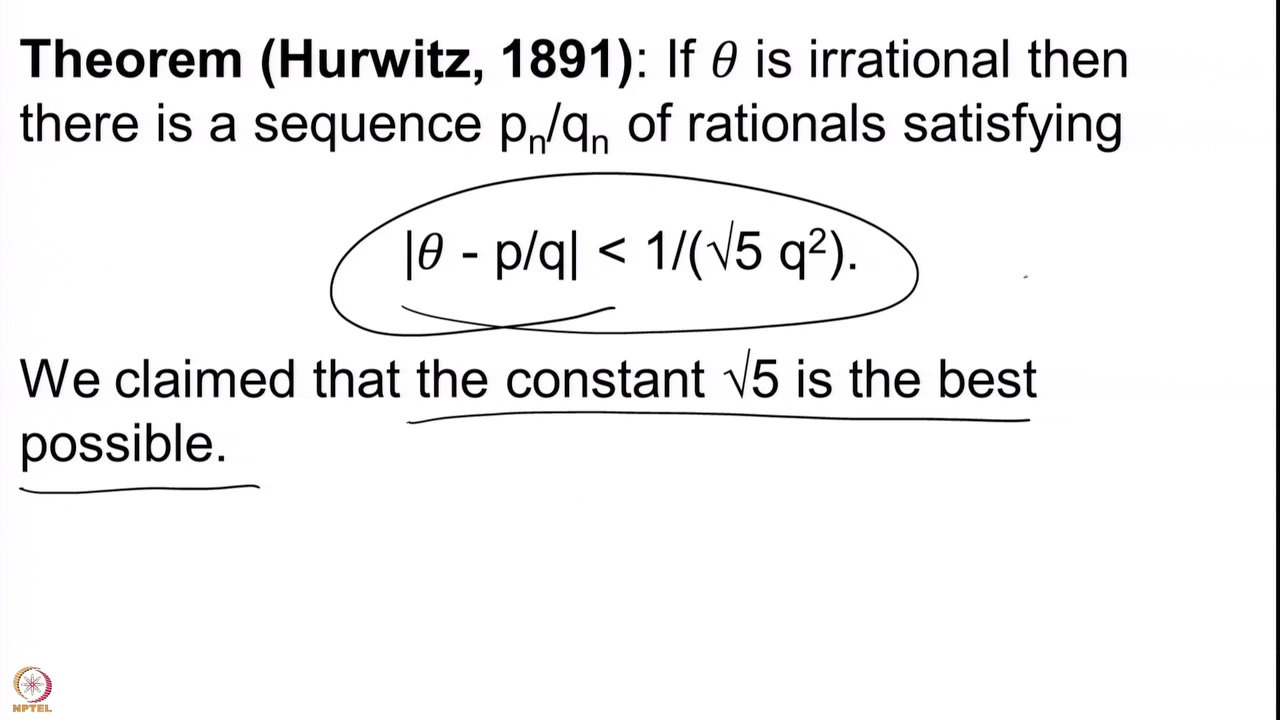 Theorem (Hurwitz, 1891): If θ is irrational then
there is a sequence pₙ/qₙ of rationals satisfying
|θ - p/q| < 1/(√5 q²).
We claimed that the constant √5 is the best
possible.
NPTEL